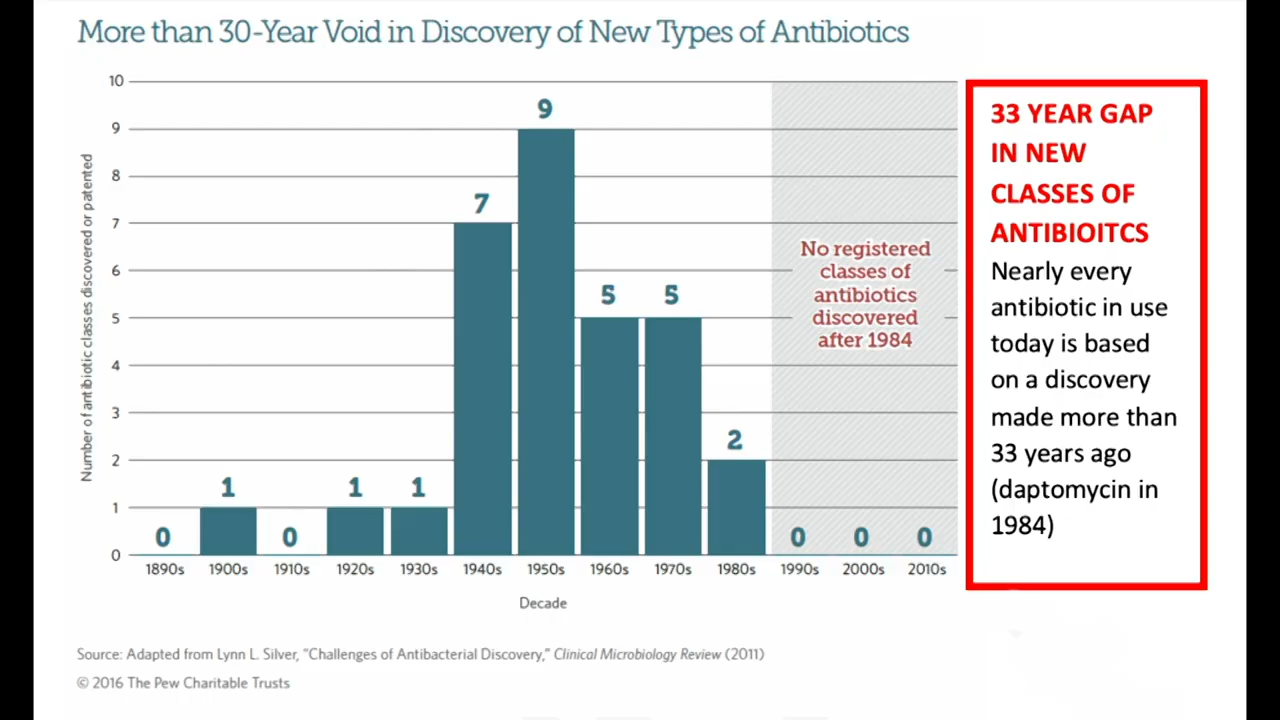 More than 30-Year Void in Discovery of New Types of Antibiotics
Number of antibiotic classes discovered or patented
10
9
8
7
6
5
4
3
2
1
0
0
1
0
1
1
7
9
5
5
2
0
0
0
No registered
classes of
antibiotics
discovered
after 1984
1890s 1900s 1910s 1920s 1930s 1940s 1950s 1960s 1970s 1980s 1990s 2000s 2010s
Decade
33 YEAR GAP
IN NEW
CLASSES OF
ANTIBIOITCS
Nearly every
antibiotic in use
today is based
on a discovery
made more than
33 years ago
(daptomycin in
1984)
Source: Adapted from Lynn L. Silver, "Challenges of Antibacterial Discovery," Clinical Microbiology Review (2011)
© 2016 The Pew Charitable Trusts